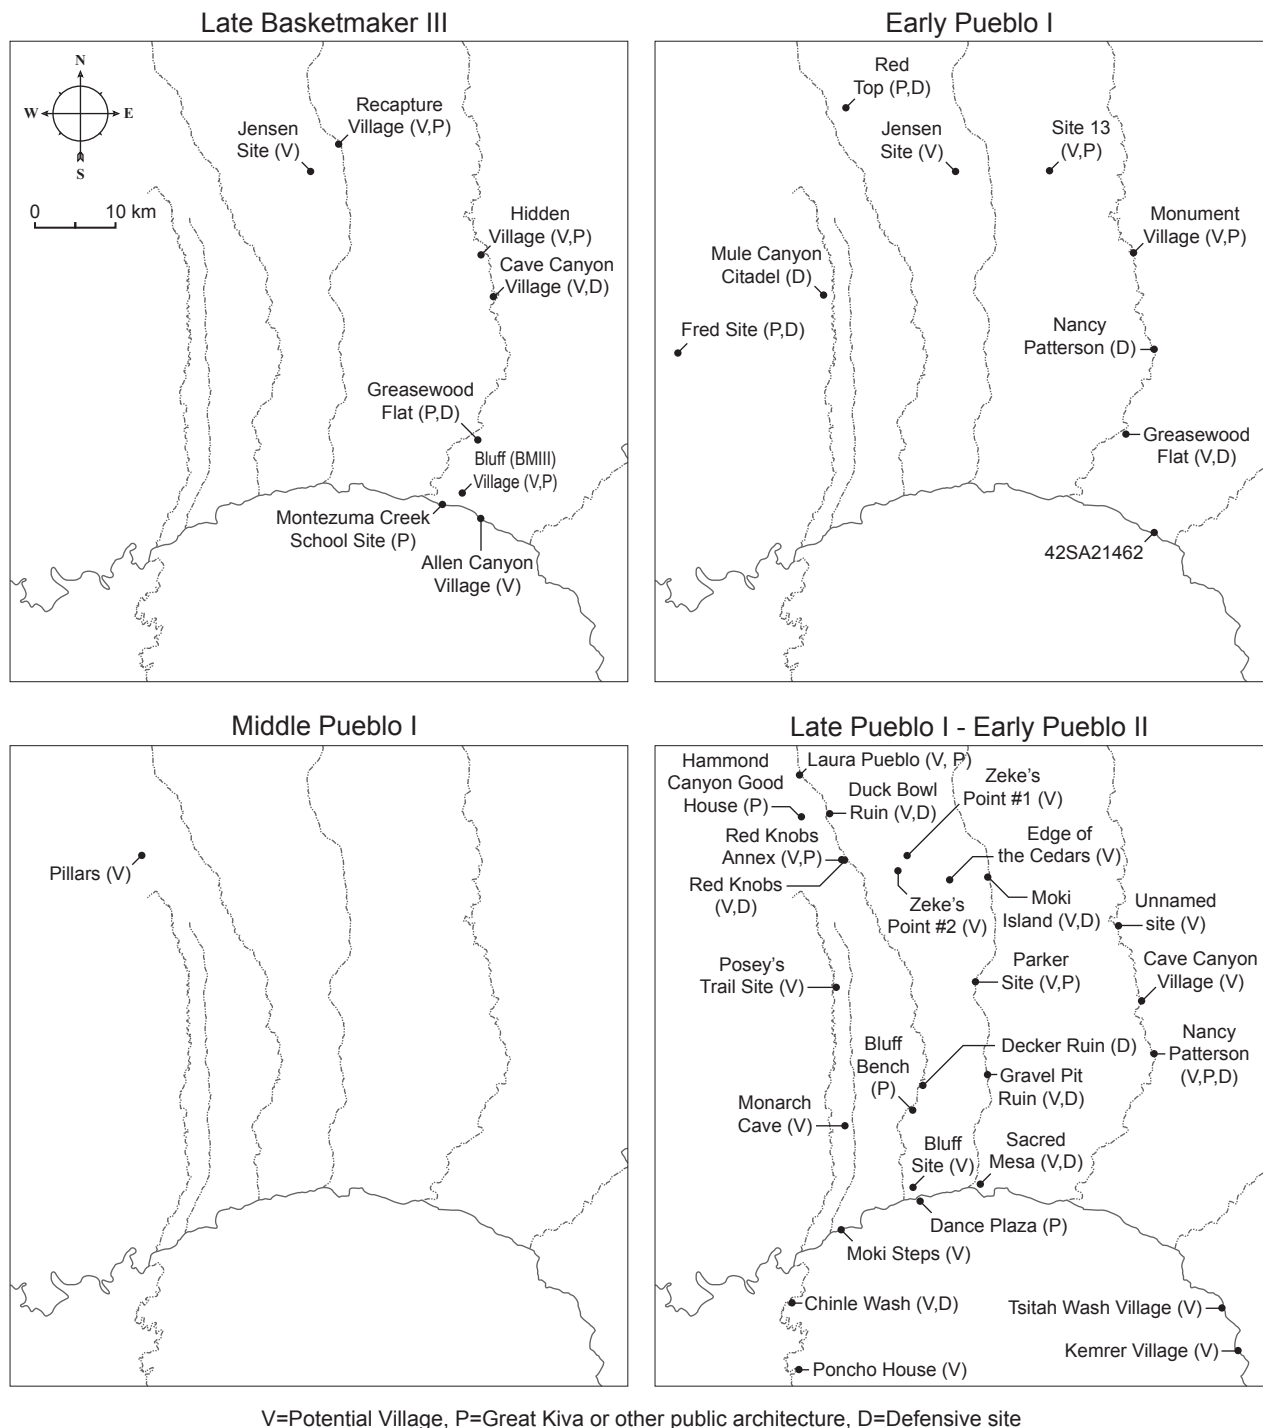 Late Basketmaker III
N
W
E
S
0 10 km
Recapture
Village (V,P)
Jensen
Site (V)
Hidden
Village (V,P)
Cave Canyon
Village (V,D)
Greasewood
Flat (P,D)
Bluff (BMIII)
Village (V,P)
Montezuma Creek
School Site (P)
Allen Canyon
Village (V)
Early Pueblo I
Red
Top (P,D)
Jensen
Site (V)
Site 13
(V,P)
Monument
Village (V,P)
Mule Canyon
Citadel (D)
Fred Site (P,D)
Nancy
Patterson (D)
Greasewood
Flat (V,D)
42SA21462
Middle Pueblo I
Pillars (V)
Late Pueblo I - Early Pueblo II
Hammond
Canyon Good
House (P)
Laura Pueblo (V, P)
Duck Bowl
Ruin (V,D)
Zeke's
Point #1 (V)
Red Knobs
Annex (V,P)
Edge of
the Cedars (V)
Red Knobs
(V,D)
Zeke's
Point #2 (V)
Moki
Island (V,D)
Unnamed
site (V)
Posey's
Trail Site (V)
Parker
Site (V,P)
Cave Canyon
Village (V)
Bluff
Bench
(P)
Decker Ruin (D)
Nancy
Patterson
(V,P,D)
Gravel Pit
Ruin (V,D)
Monarch
Cave (V)
Bluff
Site (V)
Sacred
Mesa (V,D)
Dance Plaza (P)
Moki Steps (V)
Chinle Wash (V,D)
Tsitah Wash Village (V)
Kemrer Village (V)
Poncho House (V)
V=Potential Village, P=Great Kiva or other public architecture, D=Defensive site